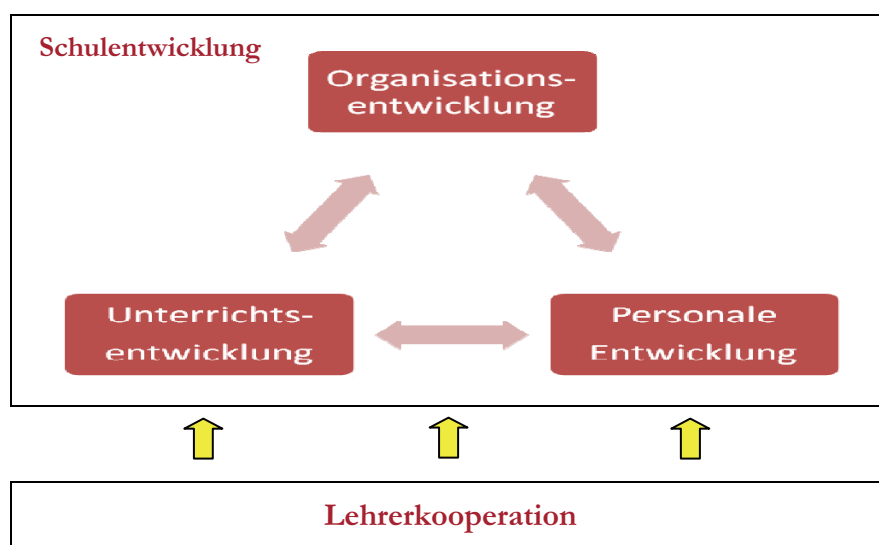 Schulentwicklung
Organisations-
entwicklung
Unterrichts-
entwicklung
Personale
Entwicklung
Lehrerkooperation